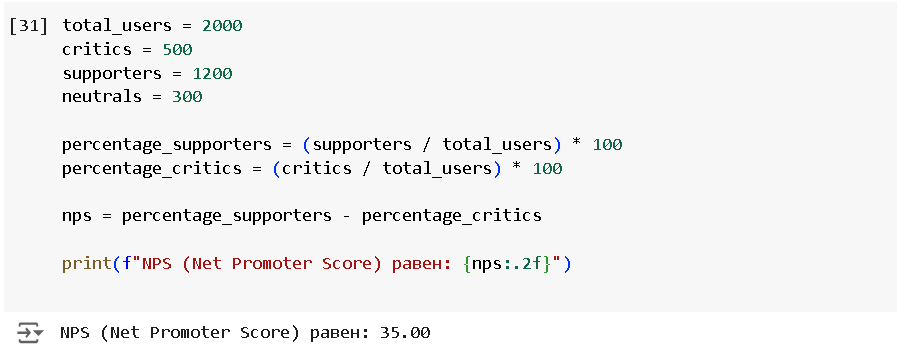 [31] total_users = 2000
critics = 500
supporters = 1200
neutrals = 300
percentage_supporters = (supporters / total_users) * 100
percentage_critics = (critics / total_users) * 100
nps = percentage_supporters - percentage_critics
print(f"NPS (Net Promoter Score) равен: {nps:.2f}")
NPS (Net Promoter Score) равен: 35.00